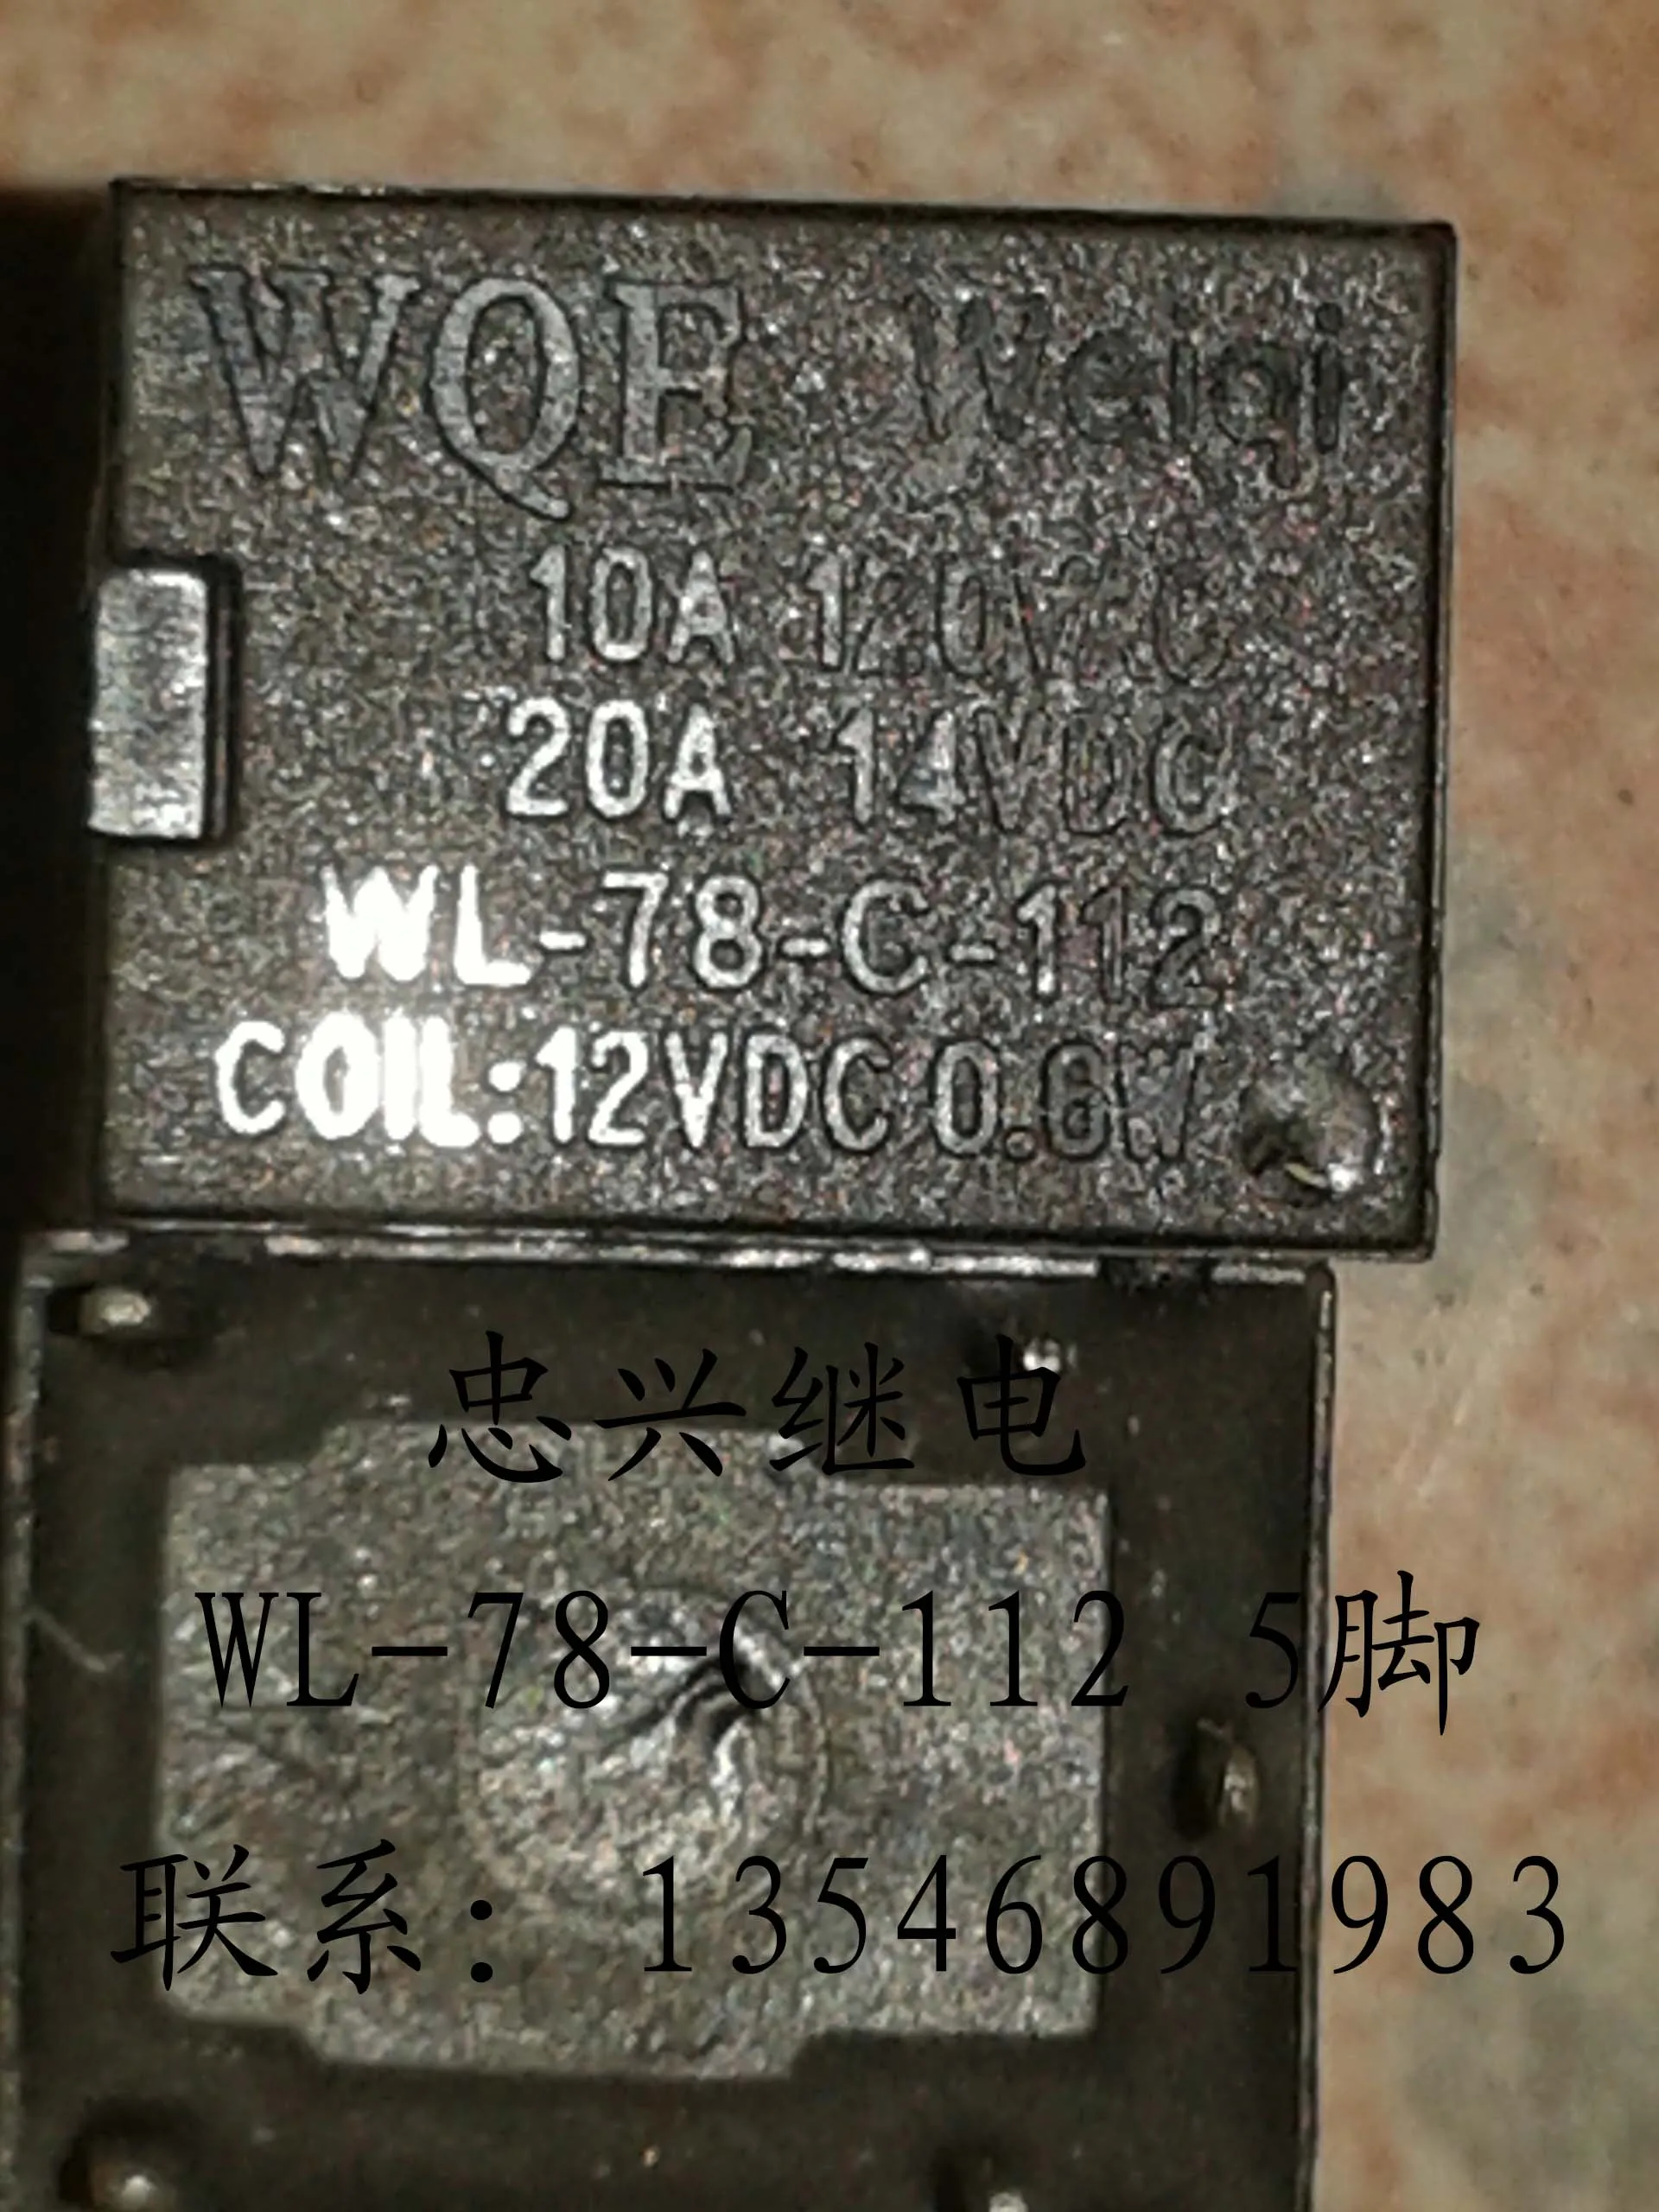 WQE Weiqi
10A 120VAC
20A 14VDC
WL-78-C-112
COIL:12VDC 0.6W
忠兴继电
WL-78-C-112 5脚
联系：13546891983